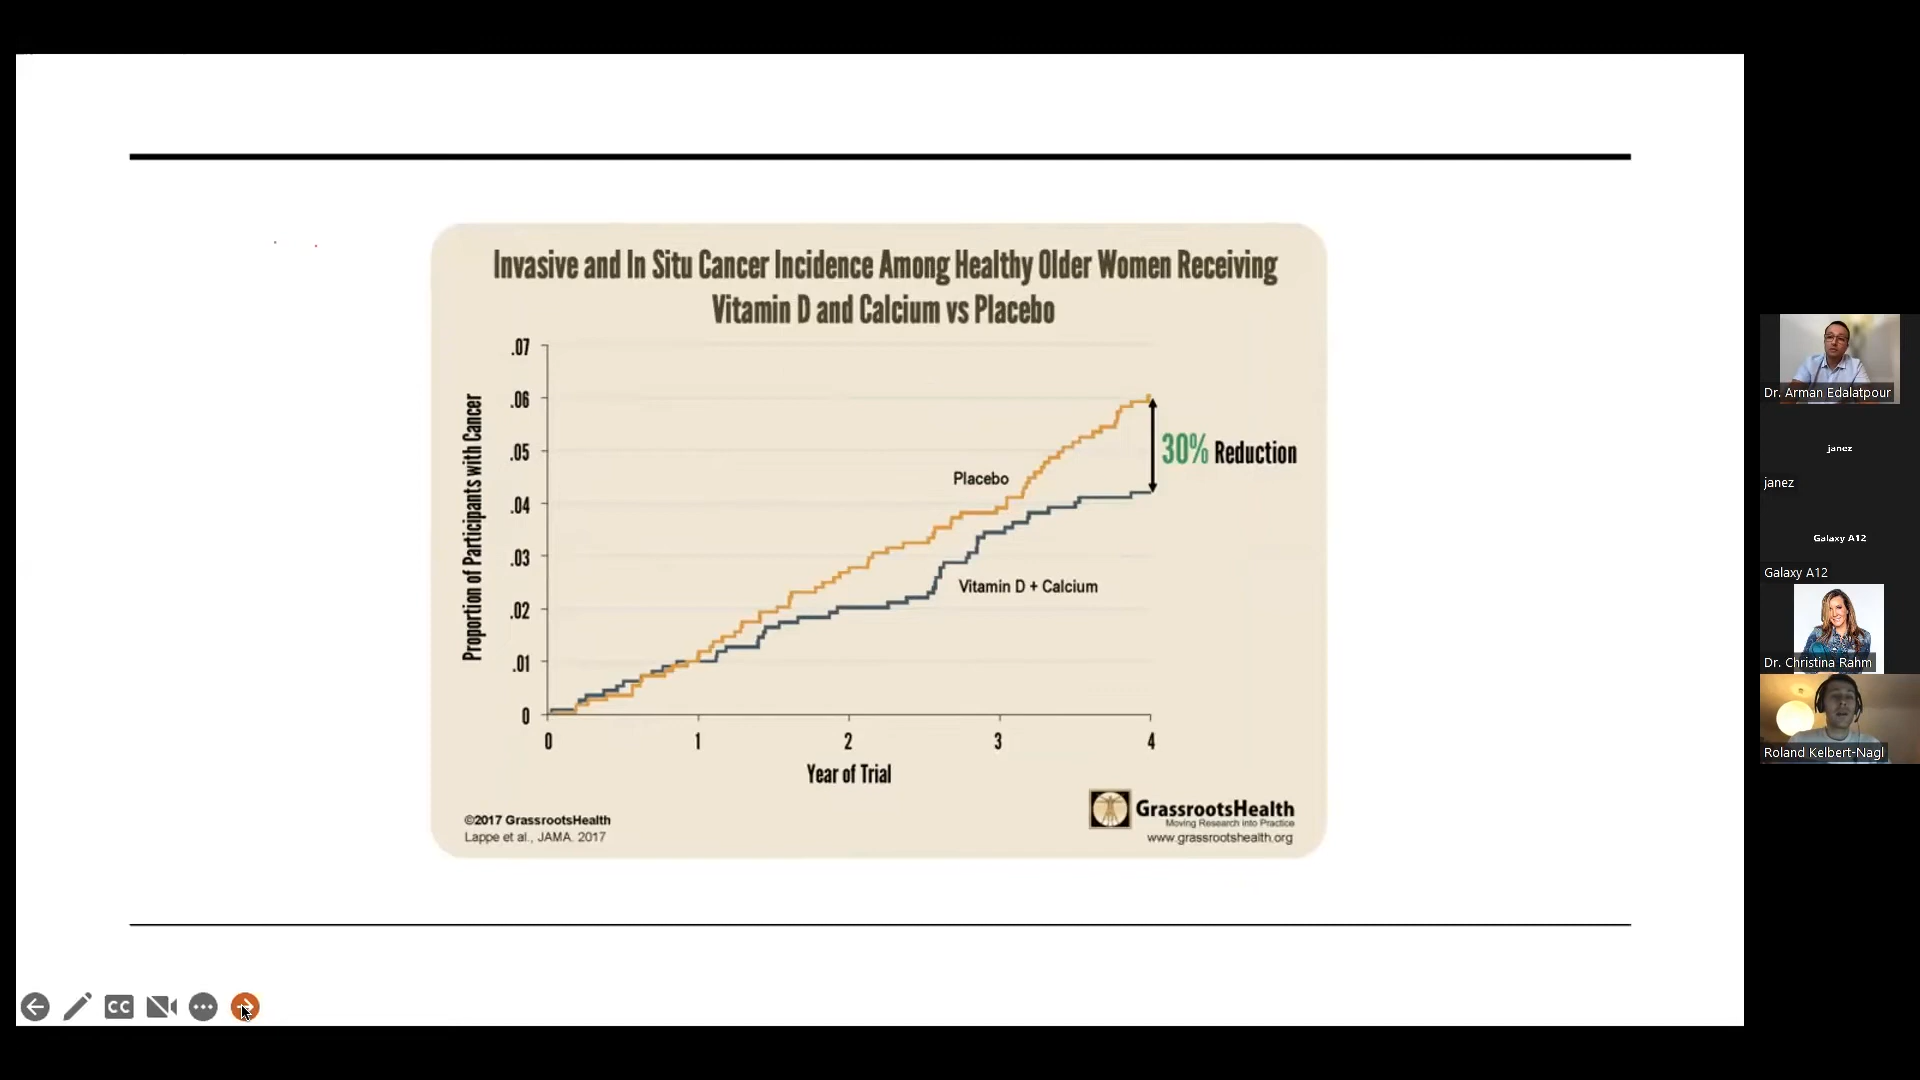 Invasive and In Situ Cancer Incidence Among Healthy Older Women Receiving
Vitamin D and Calcium vs Placebo
.07
.06
.05
.04
.03
.02
.01
0
Proportion of Participants with Cancer
Placebo
Vitamin D + Calcium
30% Reduction
0 1 2 3 4
Year of Trial
©2017 GrassrootsHealth
Lappe et al., JAMA. 2017
GrassrootsHealth
Moving Research into Practice
www.grassrootshealth.org
CC
Dr. Arman Edalatpour
janez
janez
Galaxy A12
Galaxy A12
Dr. Christina Rahm
Roland Kelbert-Nagl